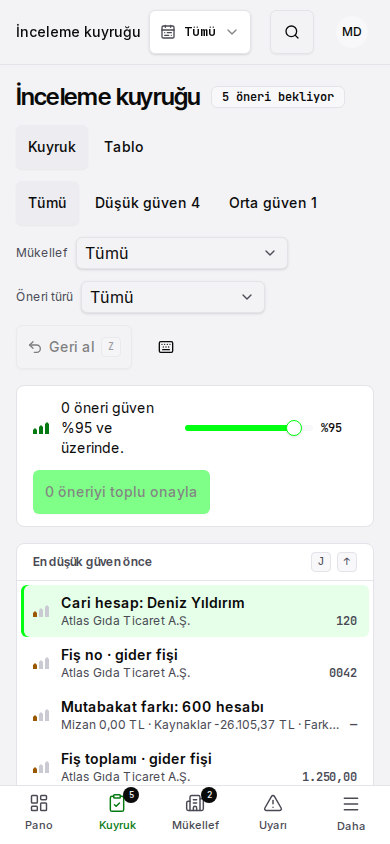 İnceleme kuyruğu
Tümü
MD
İnceleme kuyruğu
5 öneri bekliyor
Kuyruk
Tablo
Tümü
Düşük güven 4
Orta güven 1
Mükellef
Tümü
Öneri türü
Tümü
Geri al
Z
0 öneri güven
%95 ve
üzerinde.
%95
0 öneriyi toplu onayla
En düşük güven önce
J
↑
Cari hesap: Deniz Yıldırım
Atlas Gıda Ticaret A.Ş.
120
Fiş no · gider fişi
Atlas Gıda Ticaret A.Ş.
0042
Mutabakat farkı: 600 hesabı
Mizan 0,00 TL · Kaynaklar -26.105,37 TL · Fark...
—
Fiş toplamı · gider fişi
Atlas Gıda Ticaret A.Ş.
1.250,00
5
2
Pano
Kuyruk
Mükellef
Uyarı
Daha